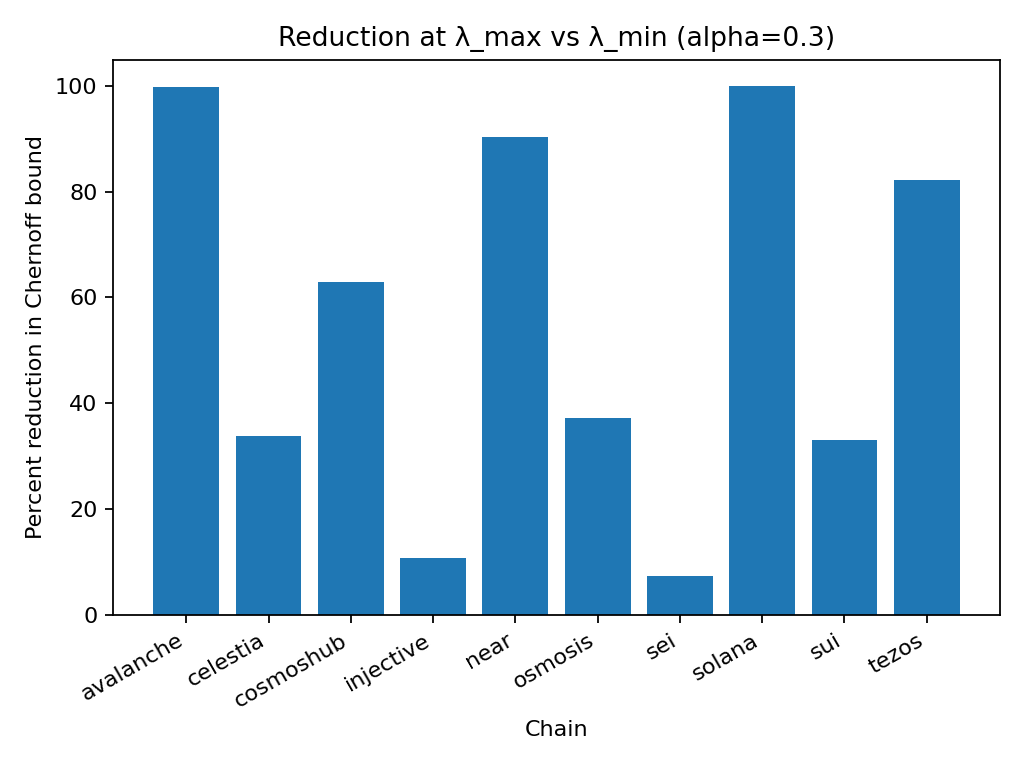 Reduction at λ_max vs λ_min (alpha=0.3)
Percent reduction in Chernoff bound
100
80
60
40
20
0
avalanche
celestia
cosmoshub
injective
near
osmosis
sei
solana
sui
tezos
Chain